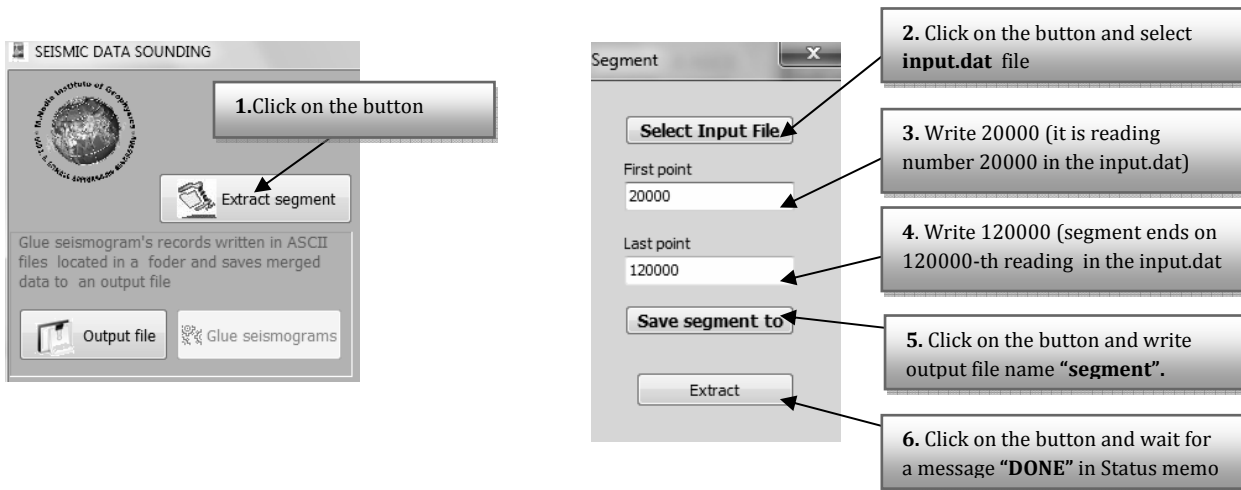 SEISMIC DATA SOUNDING
1.Click on the button
Extract segment
Glue seismogram's records written in ASCII
files located in a foder and saves merged
data to an output file
Output file
Glue seismograms
Segment
Select Input File
First point
20000
Last point
120000
Save segment to
Extract
2. Click on the button and select
input.dat file
3. Write 20000 (it is reading
number 20000 in the input.dat)
4. Write 120000 (segment ends on
120000-th reading in the input.dat
5. Click on the button and write
output file name “segment”.
6. Click on the button and wait for
a message “DONE” in Status memo